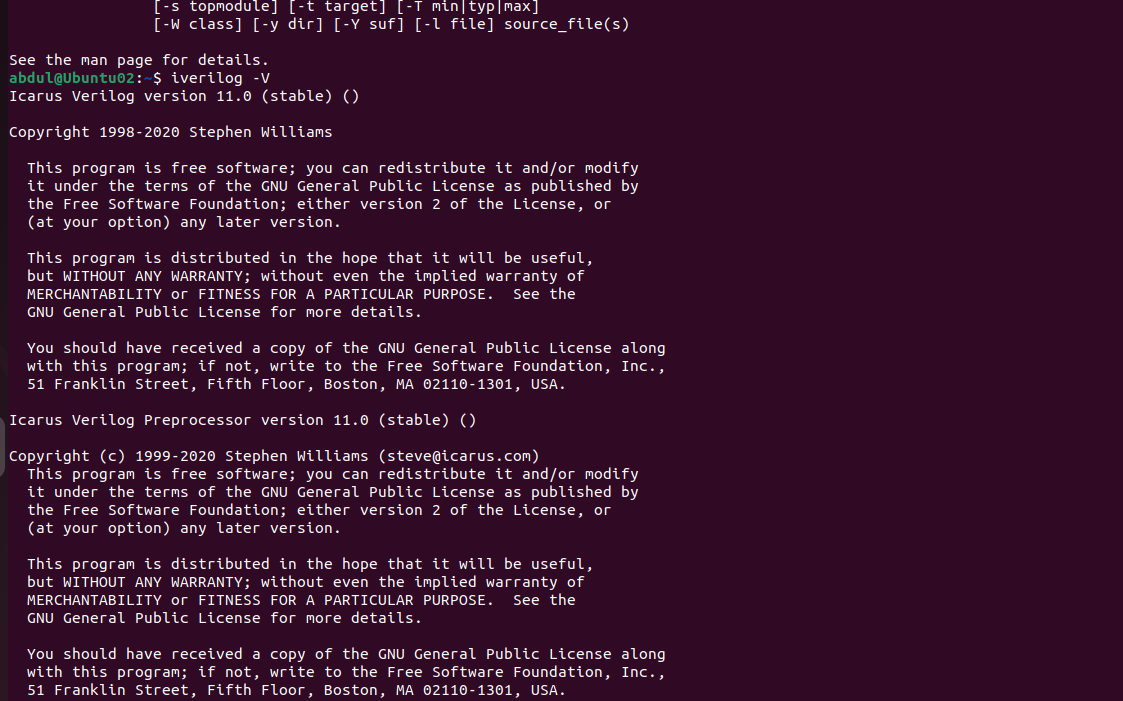 [-s topmodule] [-t target] [-T min|typ|max]
[-W class] [-y dir] [-Y suf] [-l file] source_file(s)
See the man page for details.
abdul@Ubuntu02:~$ iverilog -V
Icarus Verilog version 11.0 (stable) ()
Copyright 1998-2020 Stephen Williams
This program is free software; you can redistribute it and/or modify
it under the terms of the GNU General Public License as published by
the Free Software Foundation; either version 2 of the License, or
(at your option) any later version.
This program is distributed in the hope that it will be useful,
but WITHOUT ANY WARRANTY; without even the implied warranty of
MERCHANTABILITY or FITNESS FOR A PARTICULAR PURPOSE.  See the
GNU General Public License for more details.
You should have received a copy of the GNU General Public License along
with this program; if not, write to the Free Software Foundation, Inc.,
51 Franklin Street, Fifth Floor, Boston, MA 02110-1301, USA.
Icarus Verilog Preprocessor version 11.0 (stable) ()
Copyright (c) 1999-2020 Stephen Williams (steve@icarus.com)
This program is free software; you can redistribute it and/or modify
it under the terms of the GNU General Public License as published by
the Free Software Foundation; either version 2 of the License, or
(at your option) any later version.
This program is distributed in the hope that it will be useful,
but WITHOUT ANY WARRANTY; without even the implied warranty of
MERCHANTABILITY or FITNESS FOR A PARTICULAR PURPOSE.  See the
GNU General Public License for more details.
You should have received a copy of the GNU General Public License along
with this program; if not, write to the Free Software Foundation, Inc.,
51 Franklin Street, Fifth Floor, Boston, MA 02110-1301, USA.